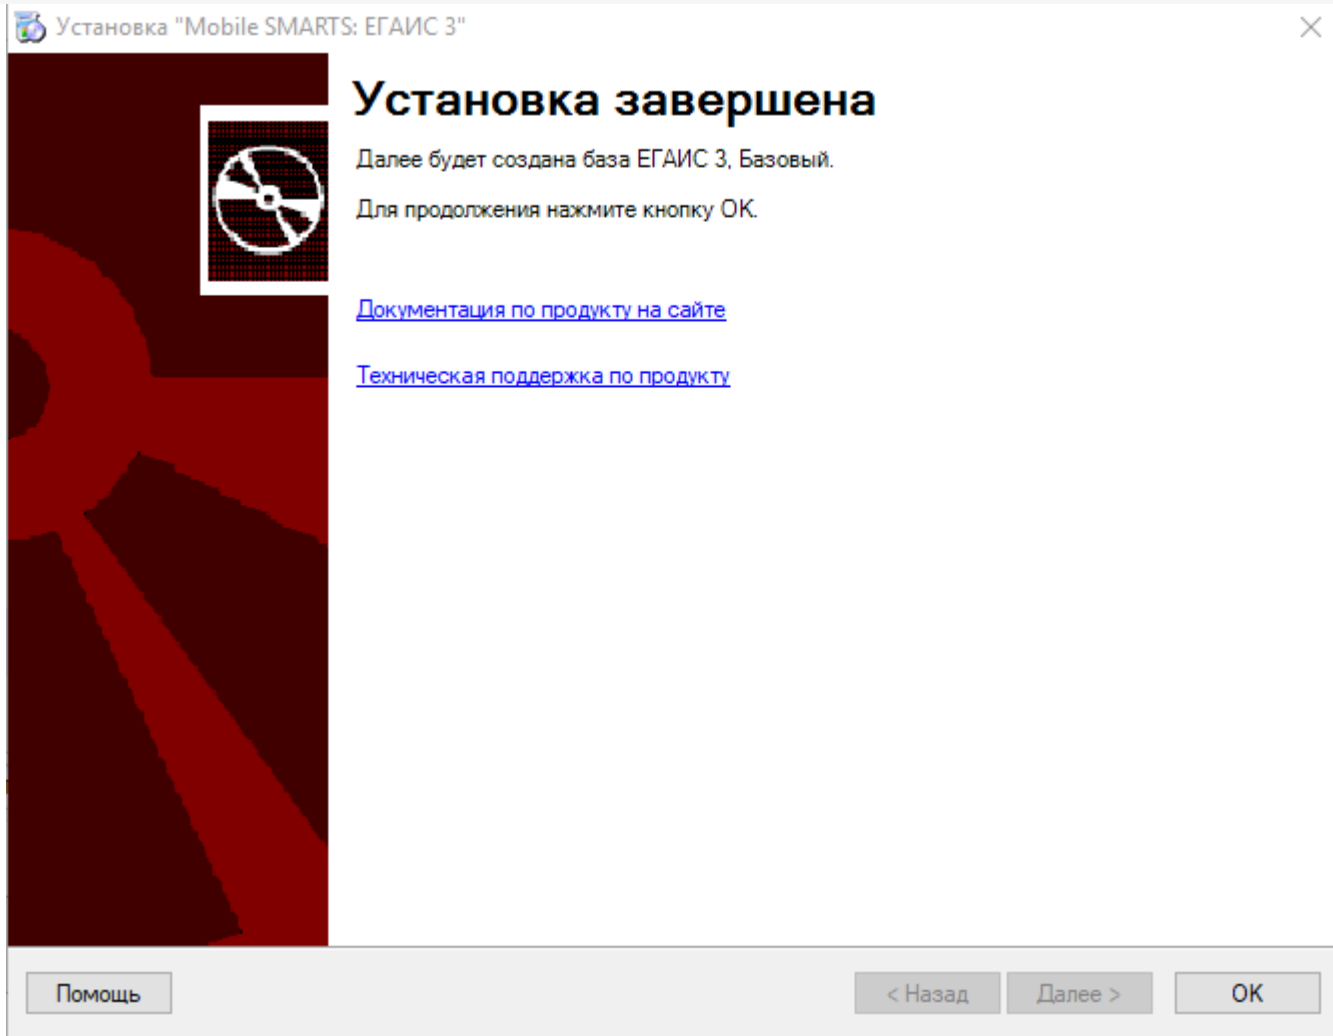 Установка "Mobile SMARTS: ЕГАИС 3"
Установка завершена
Далее будет создана база ЕГАИС 3, Базовый.
Для продолжения нажмите кнопку ОК.
Документация по продукту на сайте
Техническая поддержка по продукту
Помощь
< Назад
Далее >
ОК